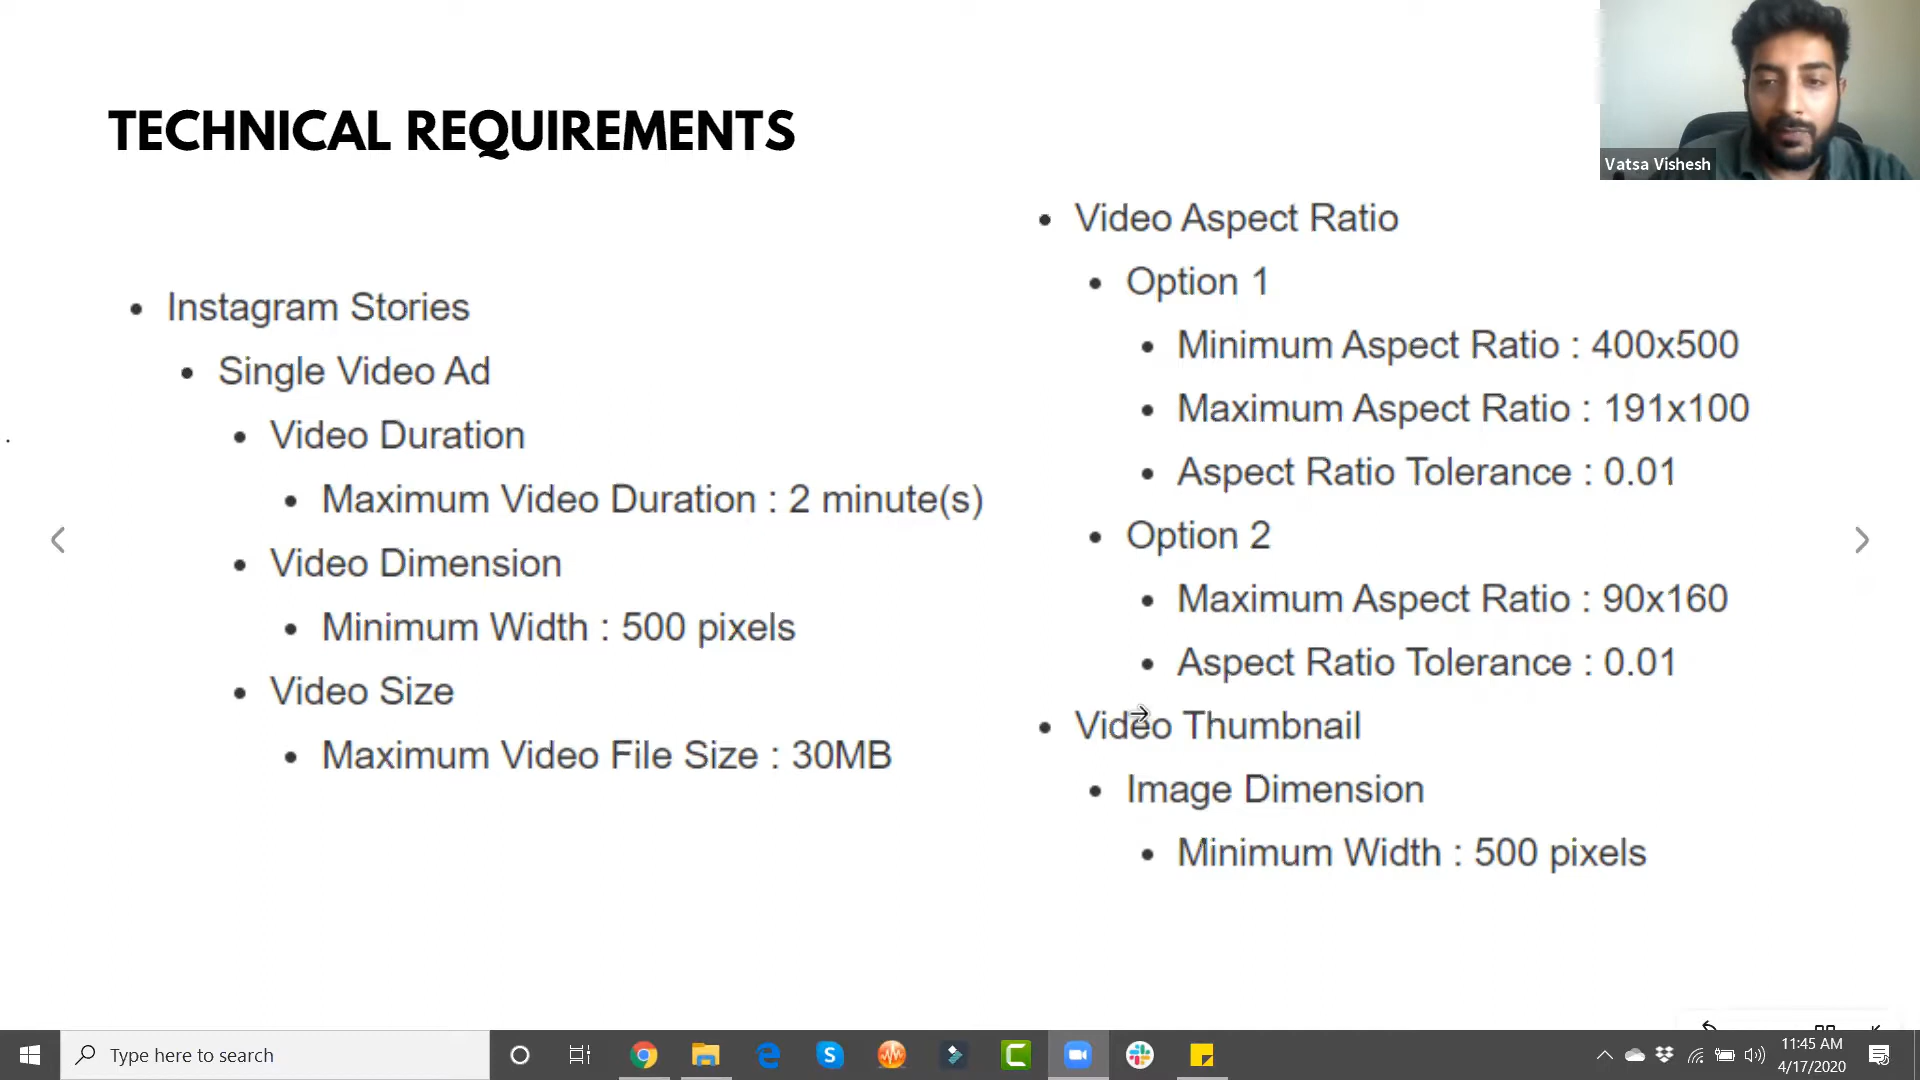 TECHNICAL REQUIREMENTS
Vatsa Vishesh
Instagram Stories
Single Video Ad
Video Duration
Maximum Video Duration : 2 minute(s)
Video Dimension
Minimum Width : 500 pixels
Video Size
Maximum Video File Size : 30MB
Video Aspect Ratio
Option 1
Minimum Aspect Ratio : 400x500
Maximum Aspect Ratio : 191x100
Aspect Ratio Tolerance : 0.01
Option 2
Maximum Aspect Ratio : 90x160
Aspect Ratio Tolerance : 0.01
Video Thumbnail
Image Dimension
Minimum Width : 500 pixels
Type here to search
11:45 AM
4/17/2020